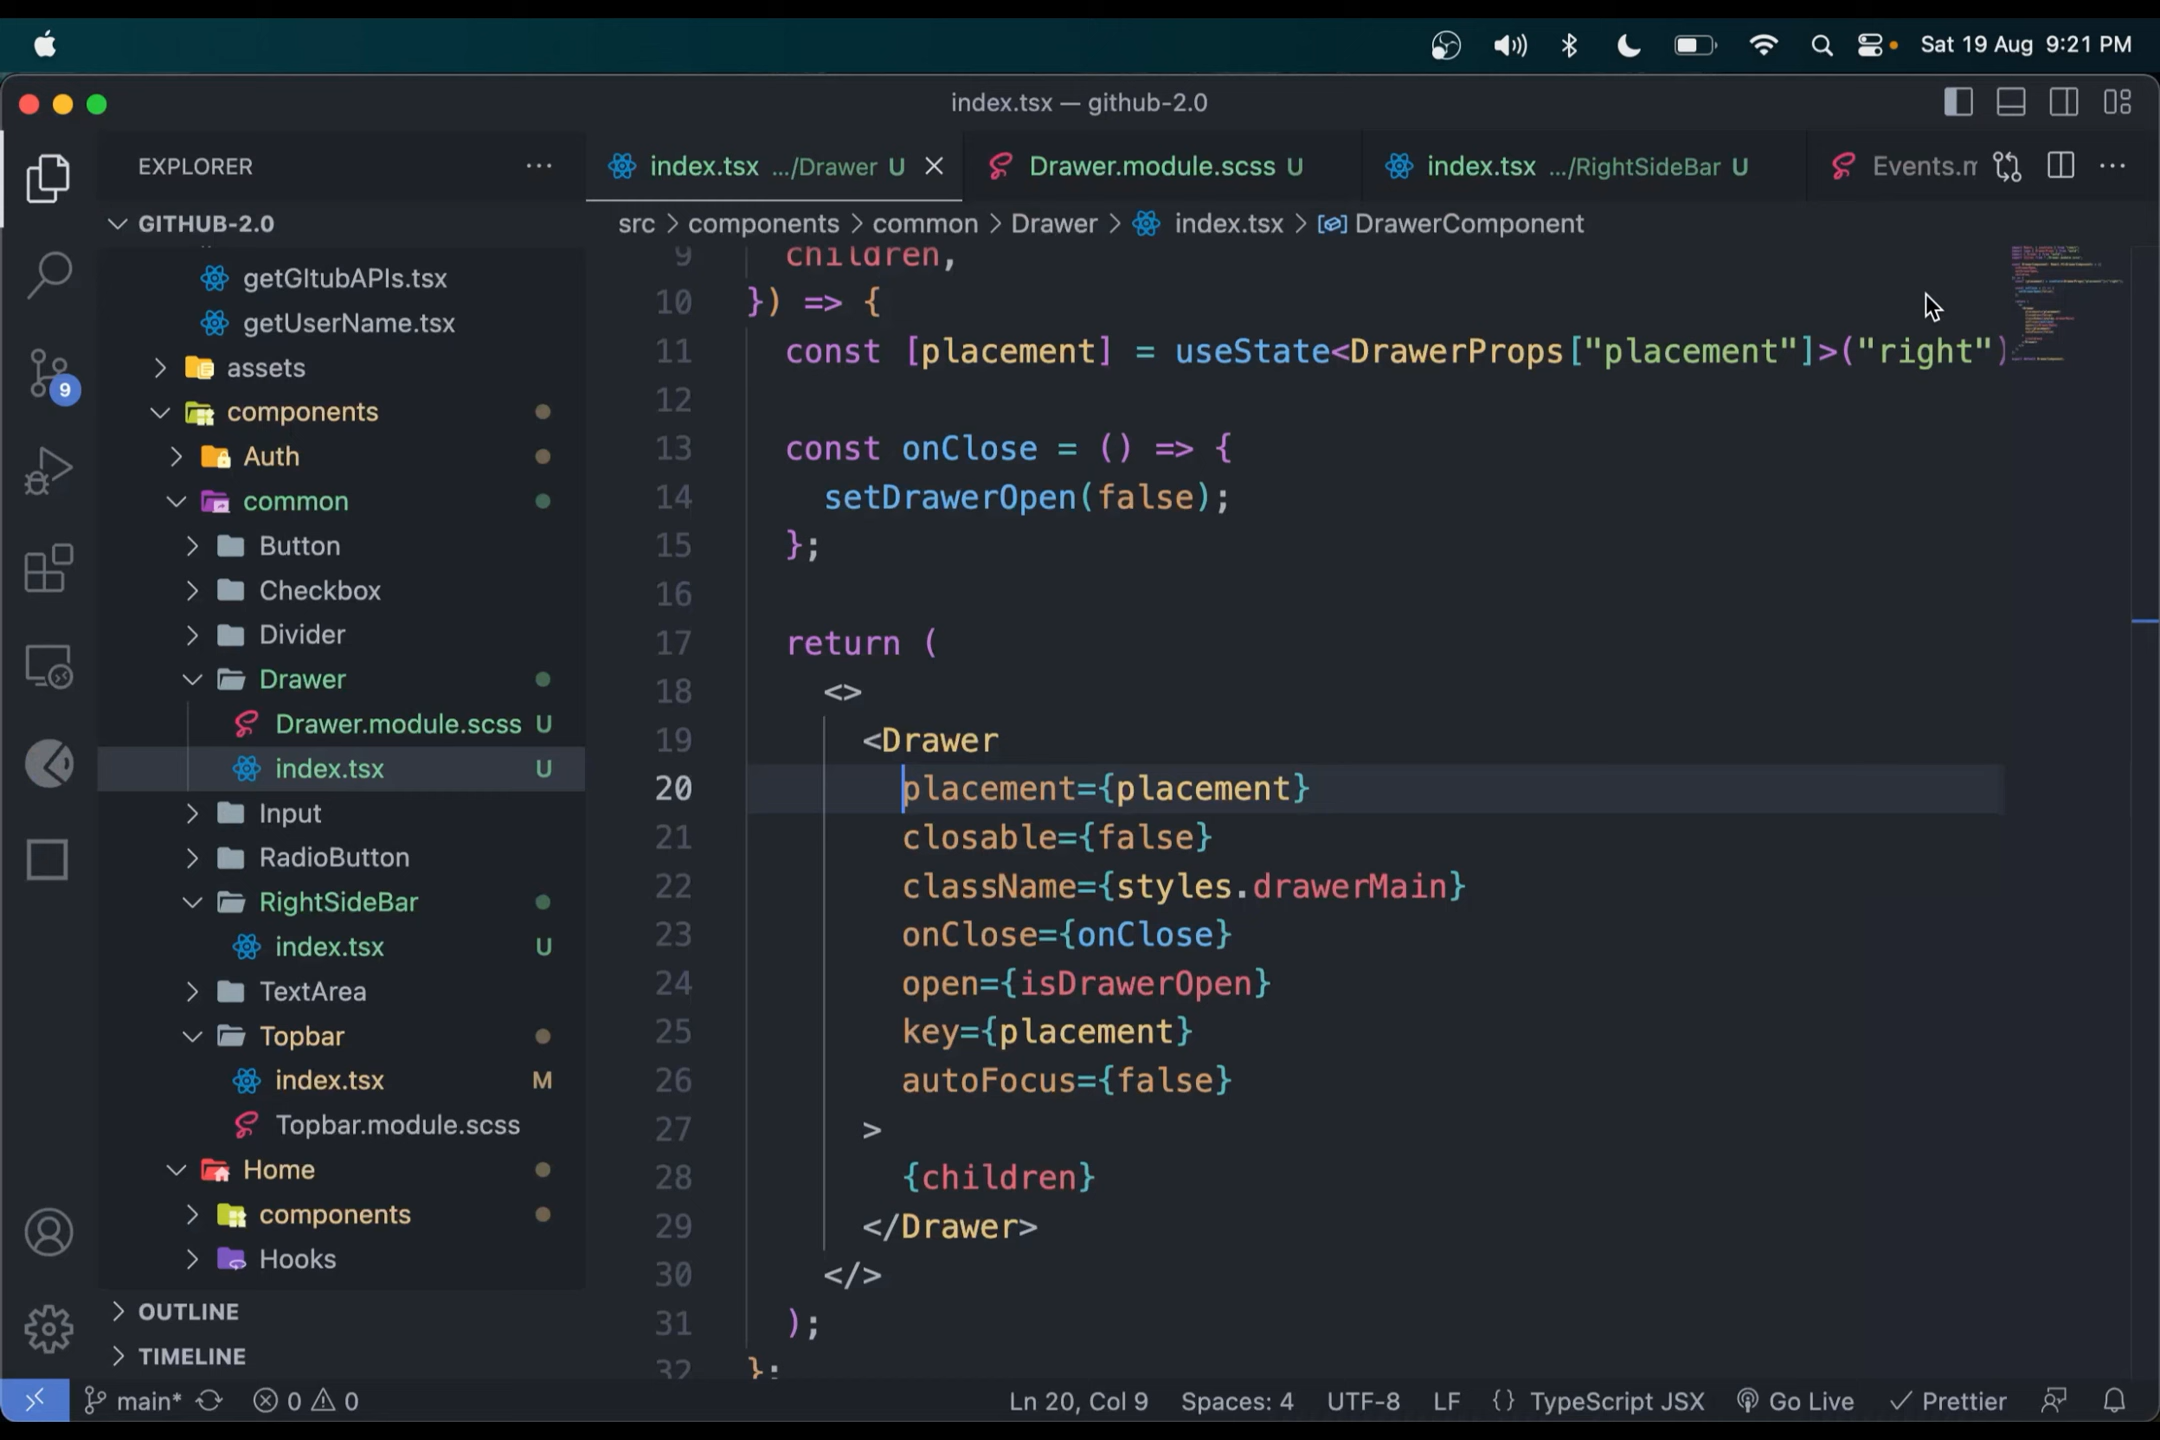 Sat 19 Aug 9:21 PM
index.tsx — github-2.0
EXPLORER
index.tsx .../Drawer U
Drawer.module.scss U
index.tsx .../RightSideBar U
Events.m
GITHUB-2.0
src > components > common > Drawer > index.tsx > DrawerComponent
getGItubAPIs.tsx
getUserName.tsx
assets
components
Auth
common
Button
Checkbox
Divider
Drawer
Drawer.module.scss U
index.tsx U
Input
RadioButton
RightSideBar
index.tsx U
TextArea
Topbar
index.tsx M
Topbar.module.scss
Home
components
Hooks
OUTLINE
TIMELINE
9
9 children,
10 }) => {
11 const [placement] = useState<DrawerProps["placement"]>("right")
12
13 const onClose = () => {
14 setDrawerOpen(false);
15 };
16
17 return (
18 <>
19 <Drawer
20 placement={placement}
21 closable={false}
22 className={styles.drawerMain}
23 onClose={onClose}
24 open={isDrawerOpen}
25 key={placement}
26 autoFocus={false}
27 >
28 {children}
29 </Drawer>
30 </>
31 );
32 };
main* 0 0
Ln 20, Col 9 Spaces: 4 UTF-8 LF {} TypeScript JSX Go Live Prettier